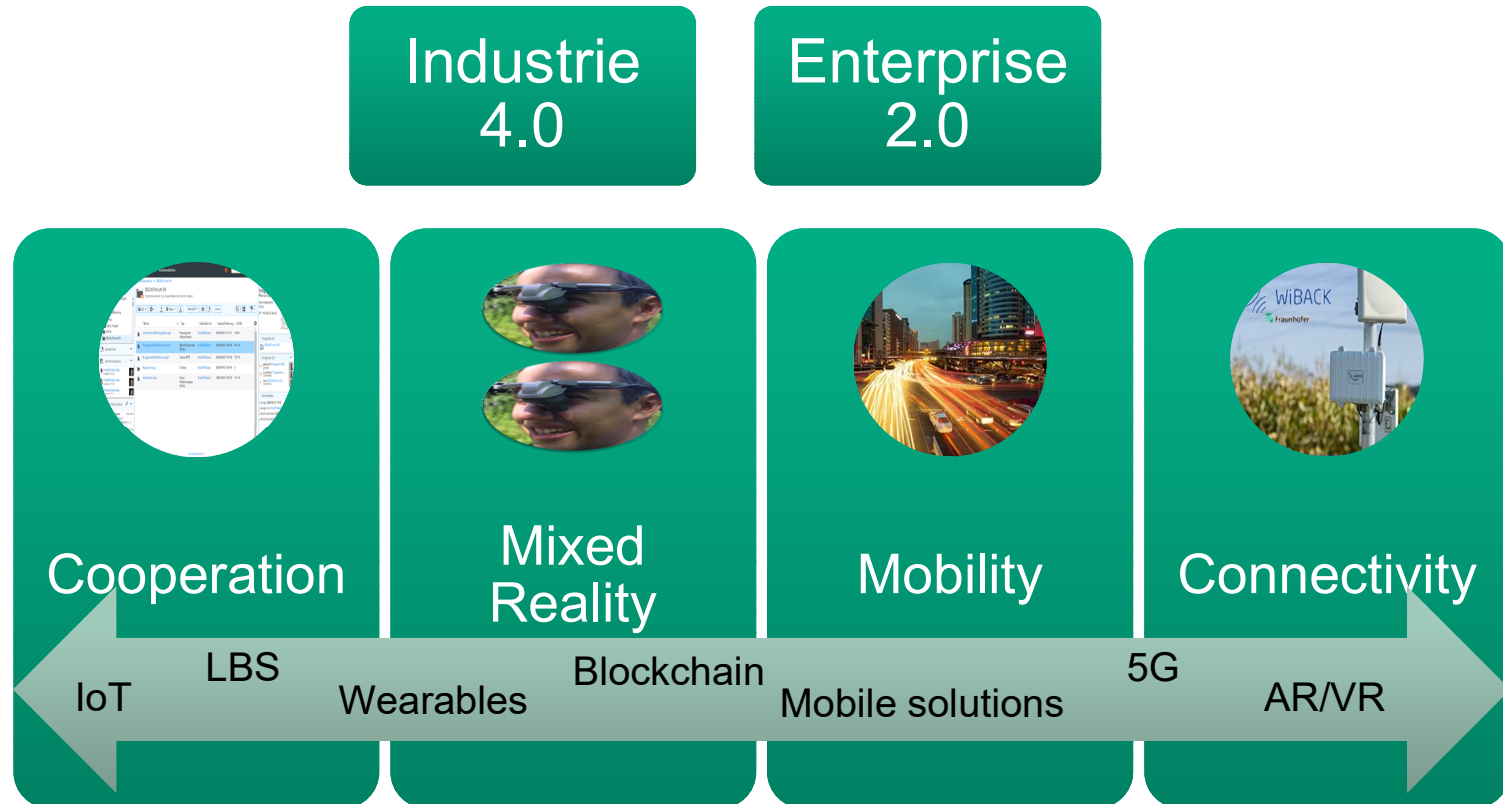 Industrie
4.0
Enterprise
2.0
WiBACK
Fraunhofer
Cooperation
Mixed
Reality
Mobility
Connectivity
IoT
LBS
Wearables
Blockchain
Mobile solutions
5G
AR/VR